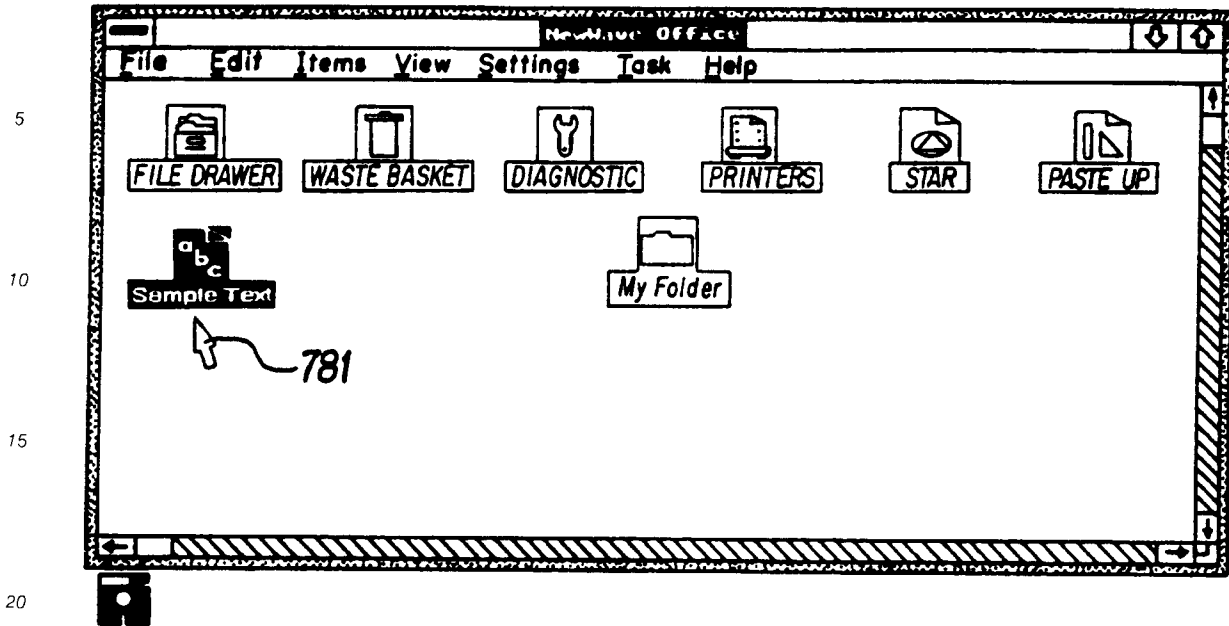 NewWave Office
File Edit Items View Settings Task Help
5
FILE DRAWER WASTE BASKET DIAGNOSTIC PRINTERS STAR PASTE UP
a
b
c
10
Sample Text My Folder
781
15
20